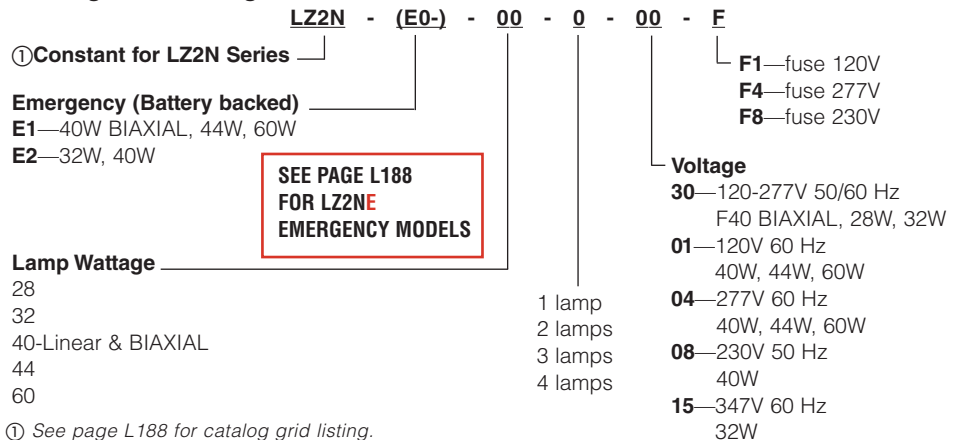 LZ2N - (E0-) - 00 - 0 - 00 - F
①Constant for LZ2N Series
F1—fuse 120V
F4—fuse 277V
F8—fuse 230V
Emergency (Battery backed)
E1—40W BIAXIAL, 44W, 60W
E2—32W, 40W
SEE PAGE L188
FOR LZ2NE
EMERGENCY MODELS
Lamp Wattage
28
32
40-Linear & BIAXIAL
44
60
1 lamp
2 lamps
3 lamps
4 lamps
Voltage
30—120-277V 50/60 Hz
F40 BIAXIAL, 28W, 32W
01—120V 60 Hz
40W, 44W, 60W
04—277V 60 Hz
40W, 44W, 60W
08—230V 50 Hz
40W
15—347V 60 Hz
32W
① See page L188 for catalog grid listing.